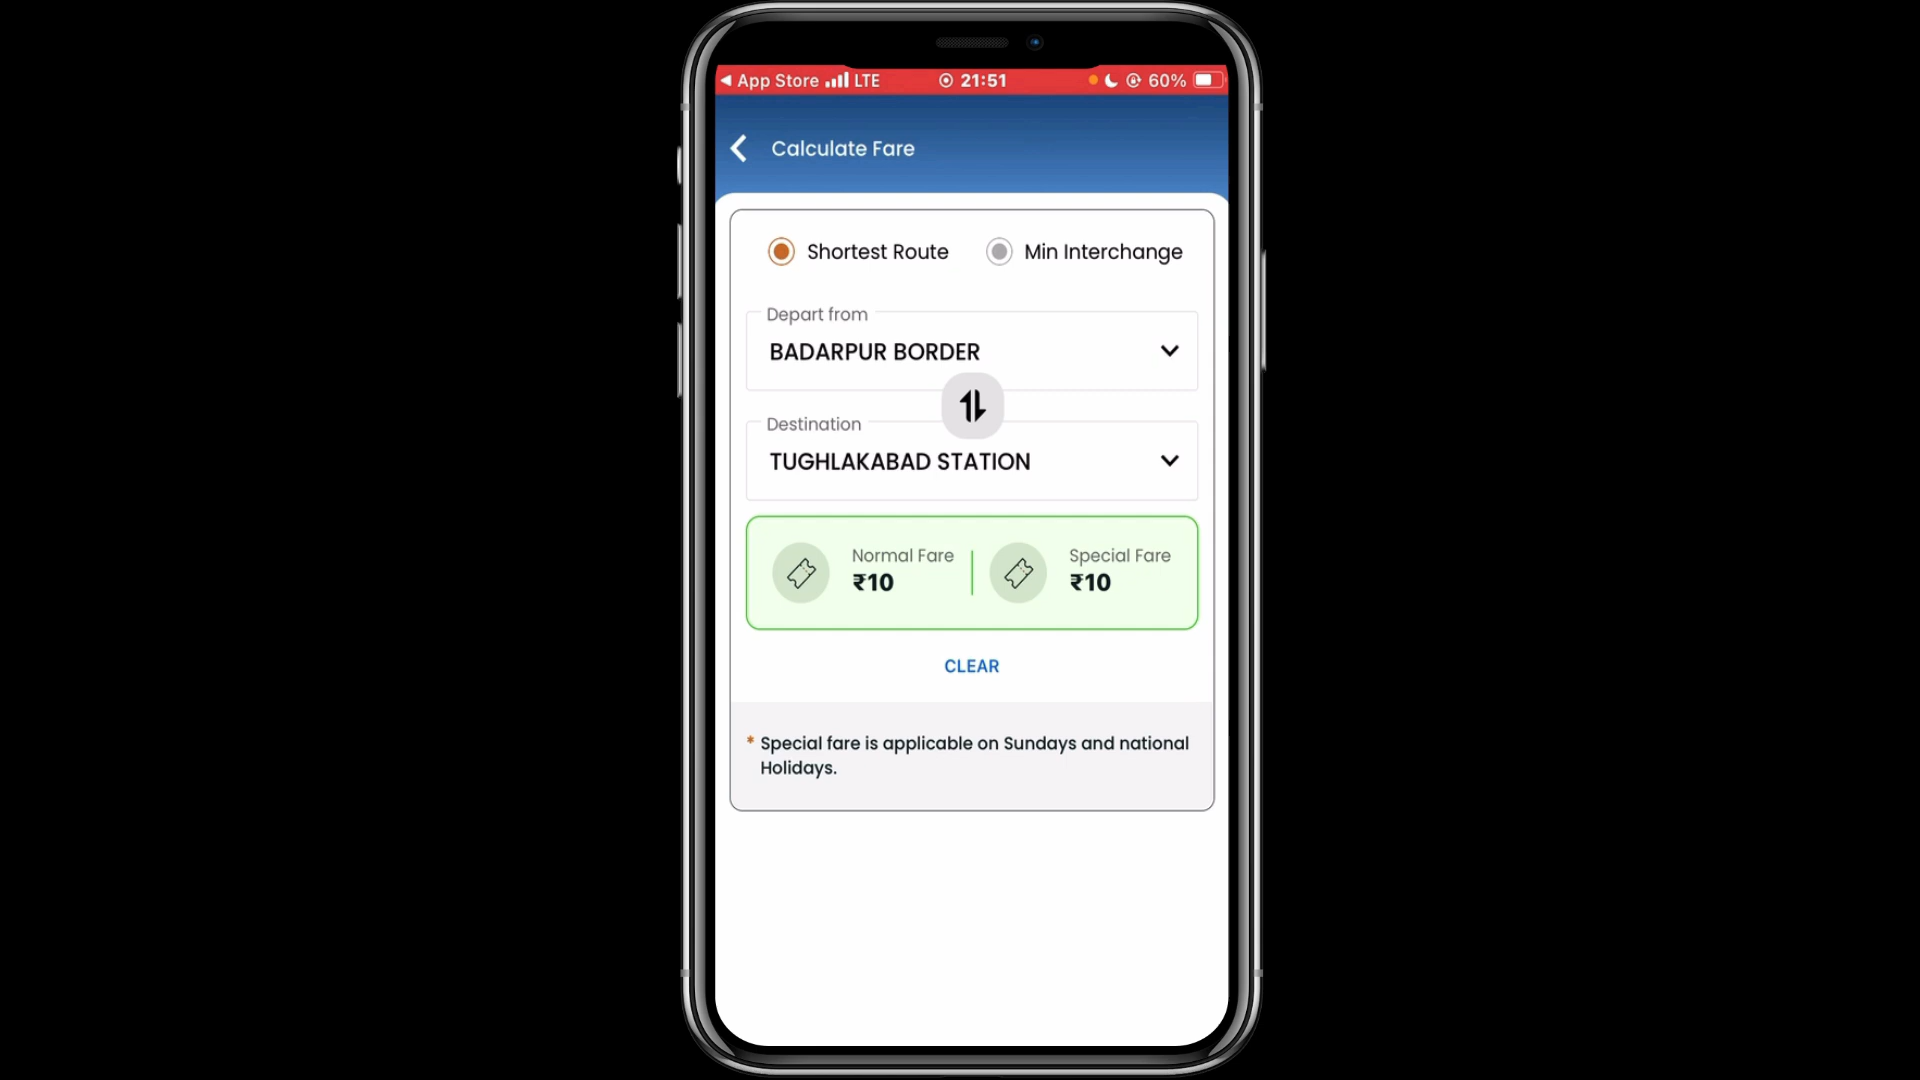 App Store LTE 21:51 60%
Calculate Fare
Shortest Route Min Interchange
Depart from
BADARPUR BORDER
Destination
TUGHLAKABAD STATION
Normal Fare Special Fare
₹10 ₹10
CLEAR
* Special fare is applicable on Sundays and national
Holidays.